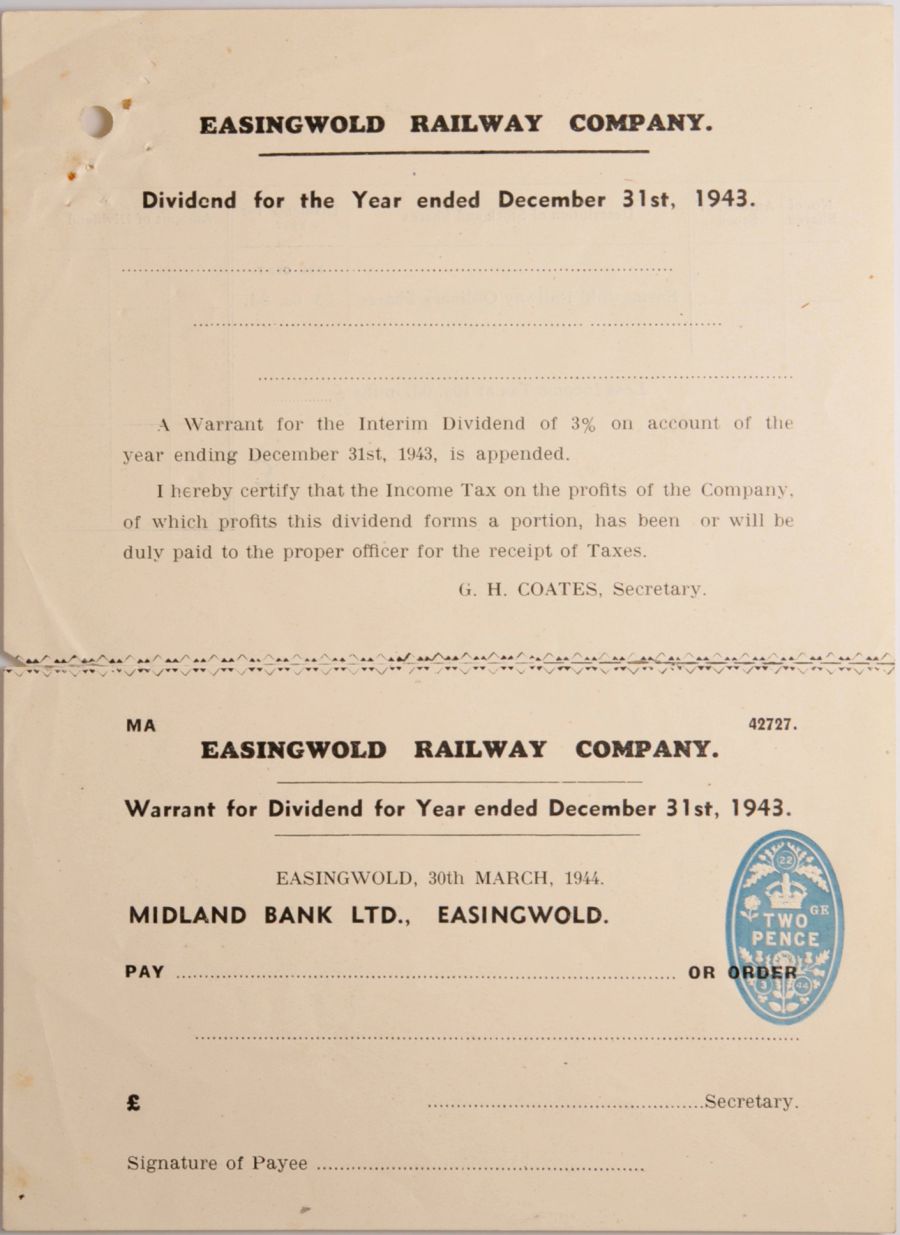 EASINGWOLD RAILWAY COMPANY.
Dividend for the Year ended December 31st, 1943.
A Warrant for the Interim Dividend of 3% on account of the
year ending December 31st, 1943, is appended.
I hereby certify that the Income Tax on the profits of the Company,
of which profits this dividend forms a portion, has been or will be
duly paid to the proper officer for the receipt of Taxes.
G. H. COATES, Secretary.
MA 42727.
EASINGWOLD RAILWAY COMPANY.
Warrant for Dividend for Year ended December 31st, 1943.
EASINGWOLD, 30th MARCH, 1944.
MIDLAND BANK LTD., EASINGWOLD.
22
GE
TWO
PENCE
3 44
PAY OR ORDER
£ Secretary.
Signature of Payee